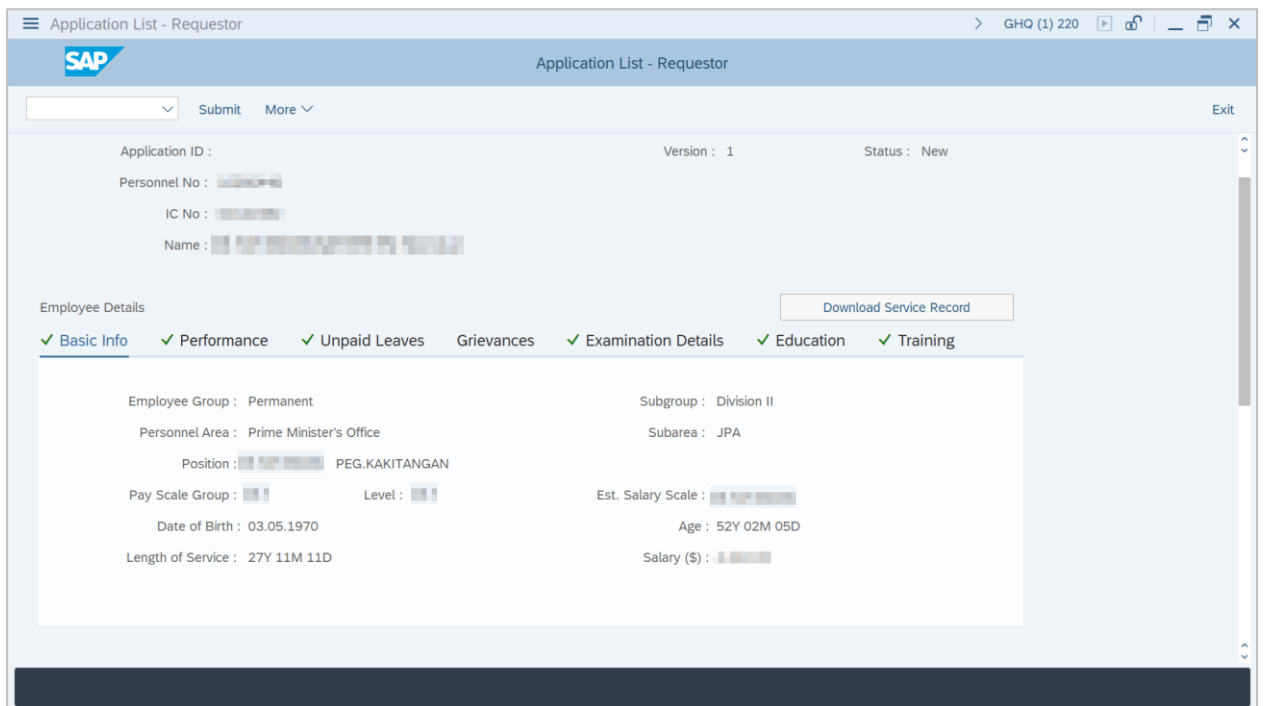 Application List - Requestor GHQ (1) 220
SAP Application List - Requestor
Submit More Exit
Application ID : Version : 1 Status : New
Personnel No :
IC No :
Name :
Employee Details Download Service Record
Basic Info Performance Unpaid Leaves Grievances Examination Details Education Training
Employee Group : Permanent Subgroup : Division II
Personnel Area : Prime Minister's Office Subarea : JPA
Position : PEG.KAKITANGAN
Pay Scale Group : Level : Est. Salary Scale :
Date of Birth : 03.05.1970 Age : 52Y 02M 05D
Length of Service : 27Y 11M 11D Salary ($) :